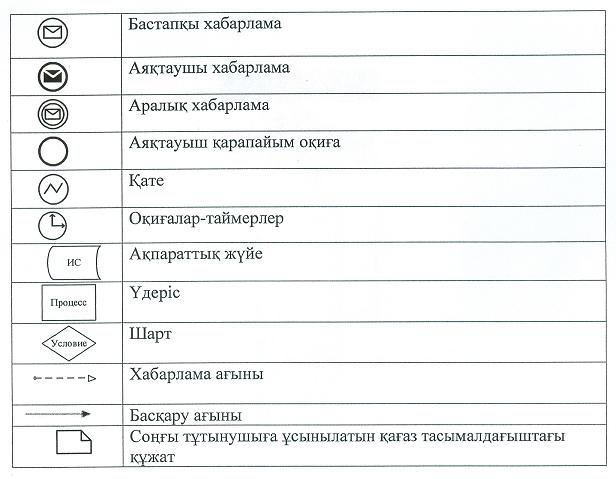 Бастапқы хабарлама
Аяқтаушы хабарлама
Аралық хабарлама
Аяқтауыш қарапайым оқиға
Қате
Оқиғалар-таймерлер
ИС
Ақпараттық жүйе
Процесс
Үдеріс
Условие
Шарт
Хабарлама ағыны
Басқару ағыны
Соңғы тұтынушыға ұсынылатын қағаз тасымалдағыштағы
құжат